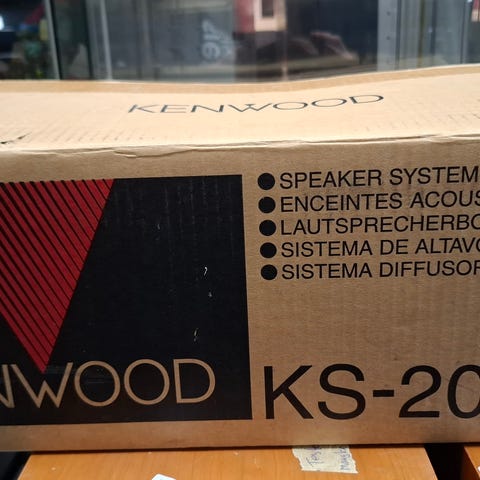 KENWOOD
SPEAKER SYSTEM
ENCEINTES ACOUS
LAUTSPRECHERBO
SISTEMA DE ALTAVO
SISTEMA DIFFUSOR
NWOOD
KS-20